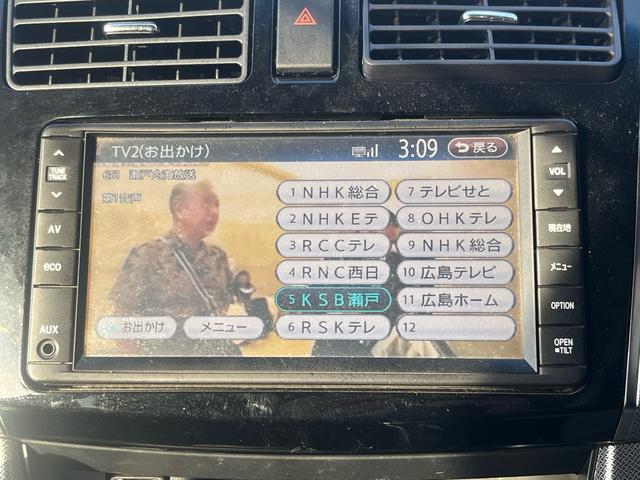 TV2(お出かけ)
3:09
戻る
651 瀬戸内海放送
第1音声
1 NHK総合
2 NHKEテ
3 RCCテレ
4 RNC西日
5 KSB瀬戸
6 RSKテレ
7 テレビせと
8 OHKテレ
9 NHK総合
10 広島テレビ
11 広島ホーム
12
お出かけ
メニュー
TUNE
TRACK
AV
eco
AUX
VOL
現在地
メニュー
OPTION
OPEN
TILT